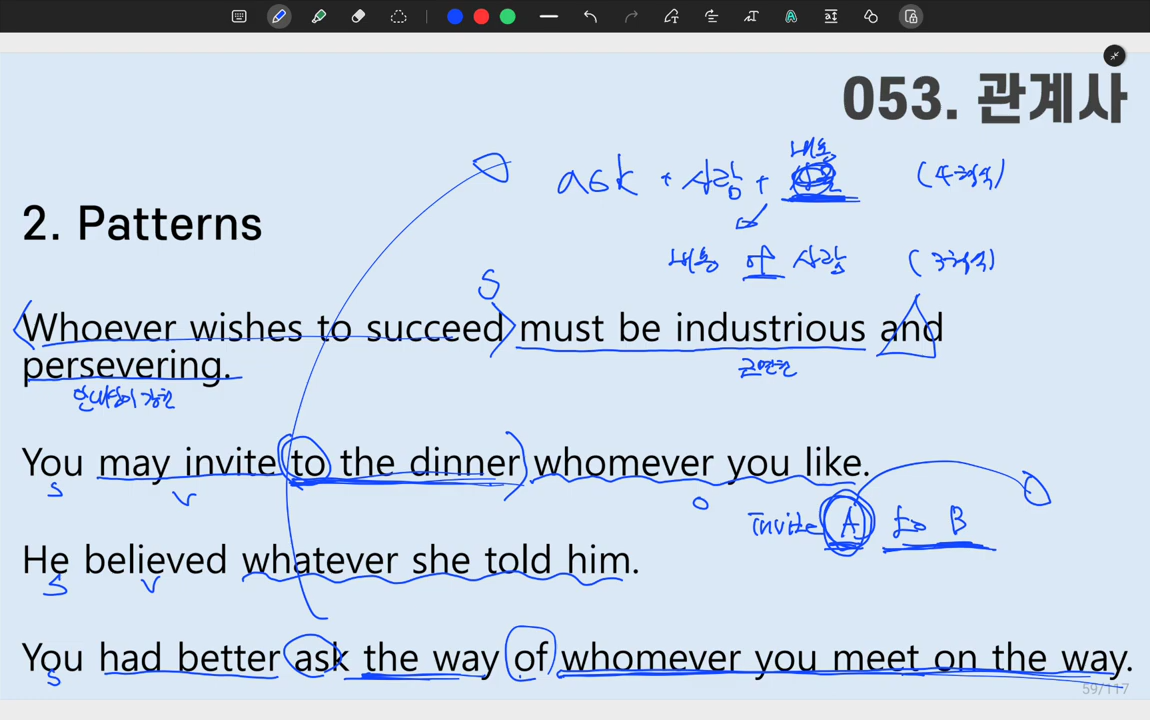 053. 관계사
내용
ask + 사람 + (4형식)
2. Patterns
내용 of 사람 (3형식)
S
Whoever wishes to succeed must be industrious and
persevering.
근면한
인내심이 강한
You may invite to the dinner whomever you like.
S V O
invite A to B
He believed whatever she told him.
S V
You had better ask the way of whomever you meet on the way.
S
59/117